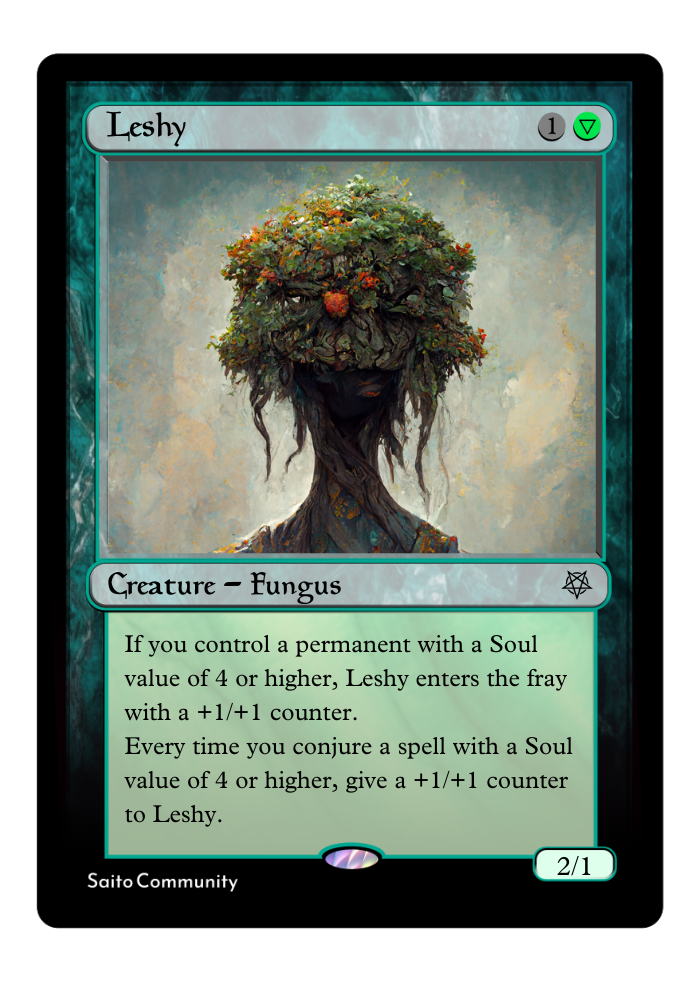 Leshy 1
Creature – Fungus
If you control a permanent with a Soul
value of 4 or higher, Leshy enters the fray
with a +1/+1 counter.
Every time you conjure a spell with a Soul
value of 4 or higher, give a +1/+1 counter
to Leshy.
2/1
Saito Community